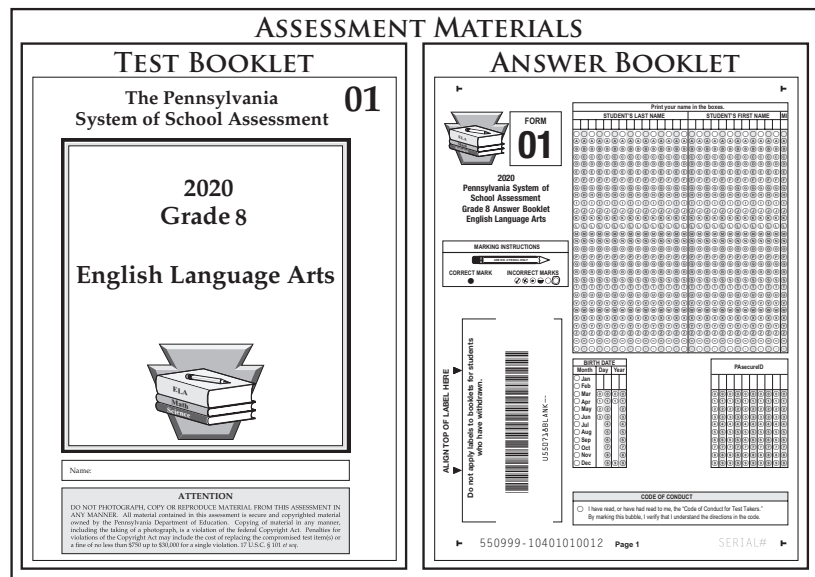 ASSESSMENT MATERIALS
TEST BOOKLET
The Pennsylvania
System of School Assessment
01
2020
Grade 8
English Language Arts
ELA
Math
Science
Name:
ATTENTION
DO NOT PHOTOGRAPH, COPY OR REPRODUCE MATERIAL FROM THIS ASSESSMENT IN
ANY MANNER. All material contained in this assessment is secure and copyrighted material
owned by the Pennsylvania Department of Education. Copying of material in any manner,
including the taking of a photograph, is a violation of the federal Copyright Act. Penalties for
violations of the Copyright Act may include the cost of replacing the compromised test item(s) or
a fine of no less than $750 up to $30,000 for a single violation. 17 U.S.C. § 101 et seq.
ANSWER BOOKLET
ELA
FORM
01
2020
Pennsylvania System of
School Assessment
Grade 8 Answer Booklet
English Language Arts
MARKING INSTRUCTIONS
CORRECT MARK
INCORRECT MARKS
Print your name in the boxes.
STUDENT'S LAST NAME
STUDENT'S FIRST NAME
MI
ALIGN TOP OF LABEL HERE
Do not apply labels to booklets for students
who have withdrawn.
BIRTH DATE
Month Day Year
Jan
Feb
Mar
Apr
May
Jun
Jul
Aug
Sep
Oct
Nov
Dec
PAsecureID
CODE OF CONDUCT
I have read, or have had read to me, the "Code of Conduct for Test Takers."
By marking this bubble, I verify that I understand the directions in the code.
550999-10401010012
Page 1
SERIAL#